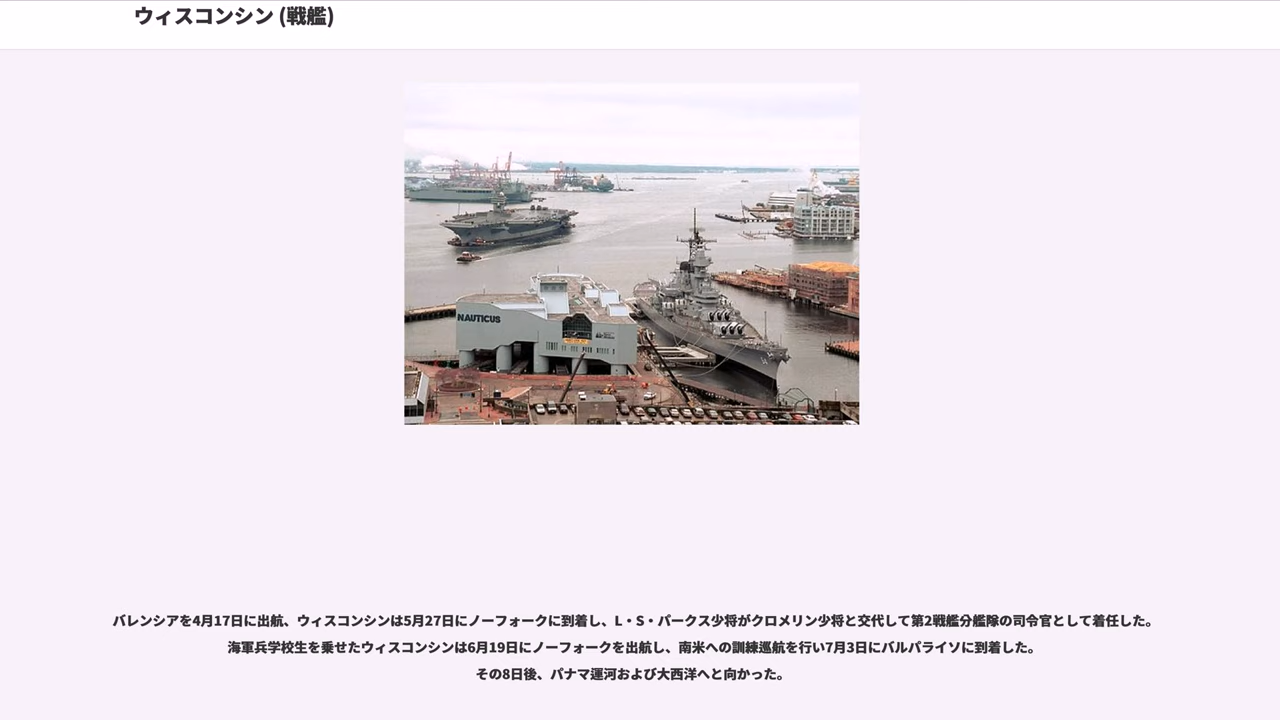 ウィスコンシン (戦艦)
NAUTICUS
バレンシアを4月17日に出航、ウィスコンシンは5月27日にノーフォークに到着し、L・S・パークス少将がクロメリン少将と交代して第2戦艦分艦隊の司令官として着任した。
海軍兵学校生を乗せたウィスコンシンは6月19日にノーフォークを出航し、南米への訓練巡航を行い7月3日にバルパライソに到着した。
その8日後、パナマ運河および大西洋へと向かった。